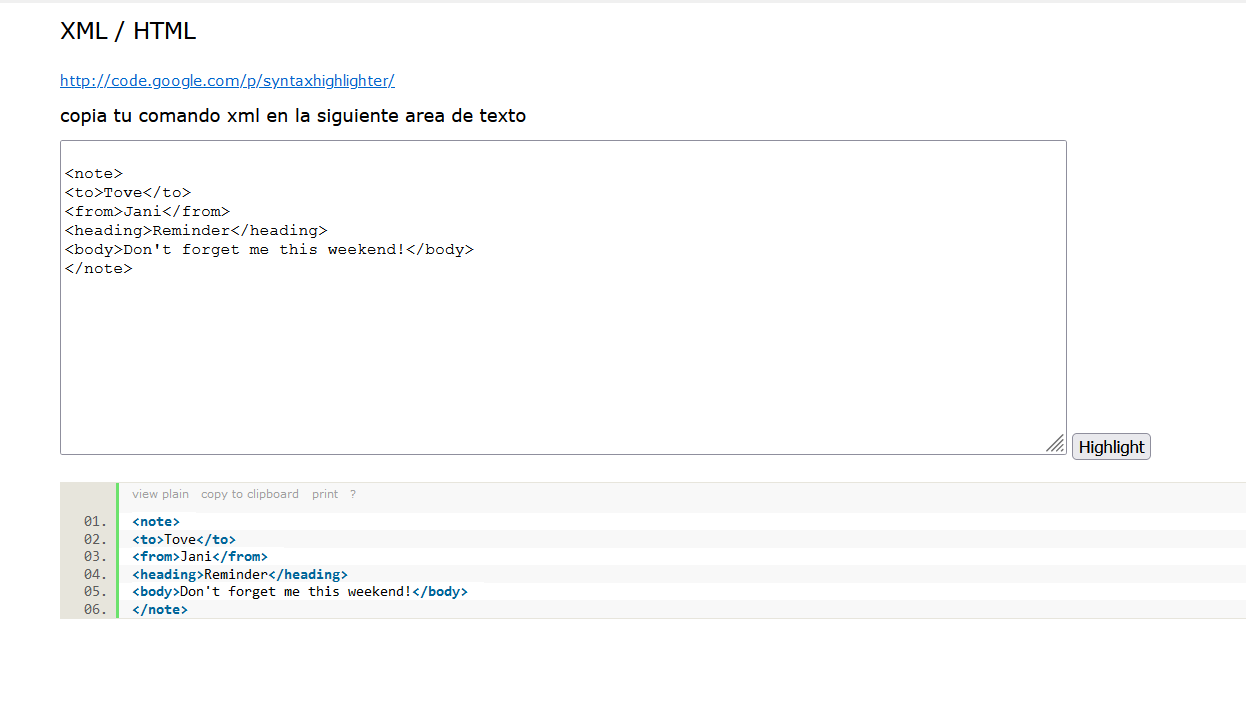 XML / HTML
http://code.google.com/p/syntaxhighlighter/
copia tu comando xml en la siguiente area de texto
<note>
<to>Tove</to>
<from>Jani</from>
<heading>Reminder</heading>
<body>Don't forget me this weekend!</body>
</note>
Highlight
view plain copy to clipboard print ?
01. <note>
02. <to>Tove</to>
03. <from>Jani</from>
04. <heading>Reminder</heading>
05. <body>Don't forget me this weekend!</body>
06. </note>